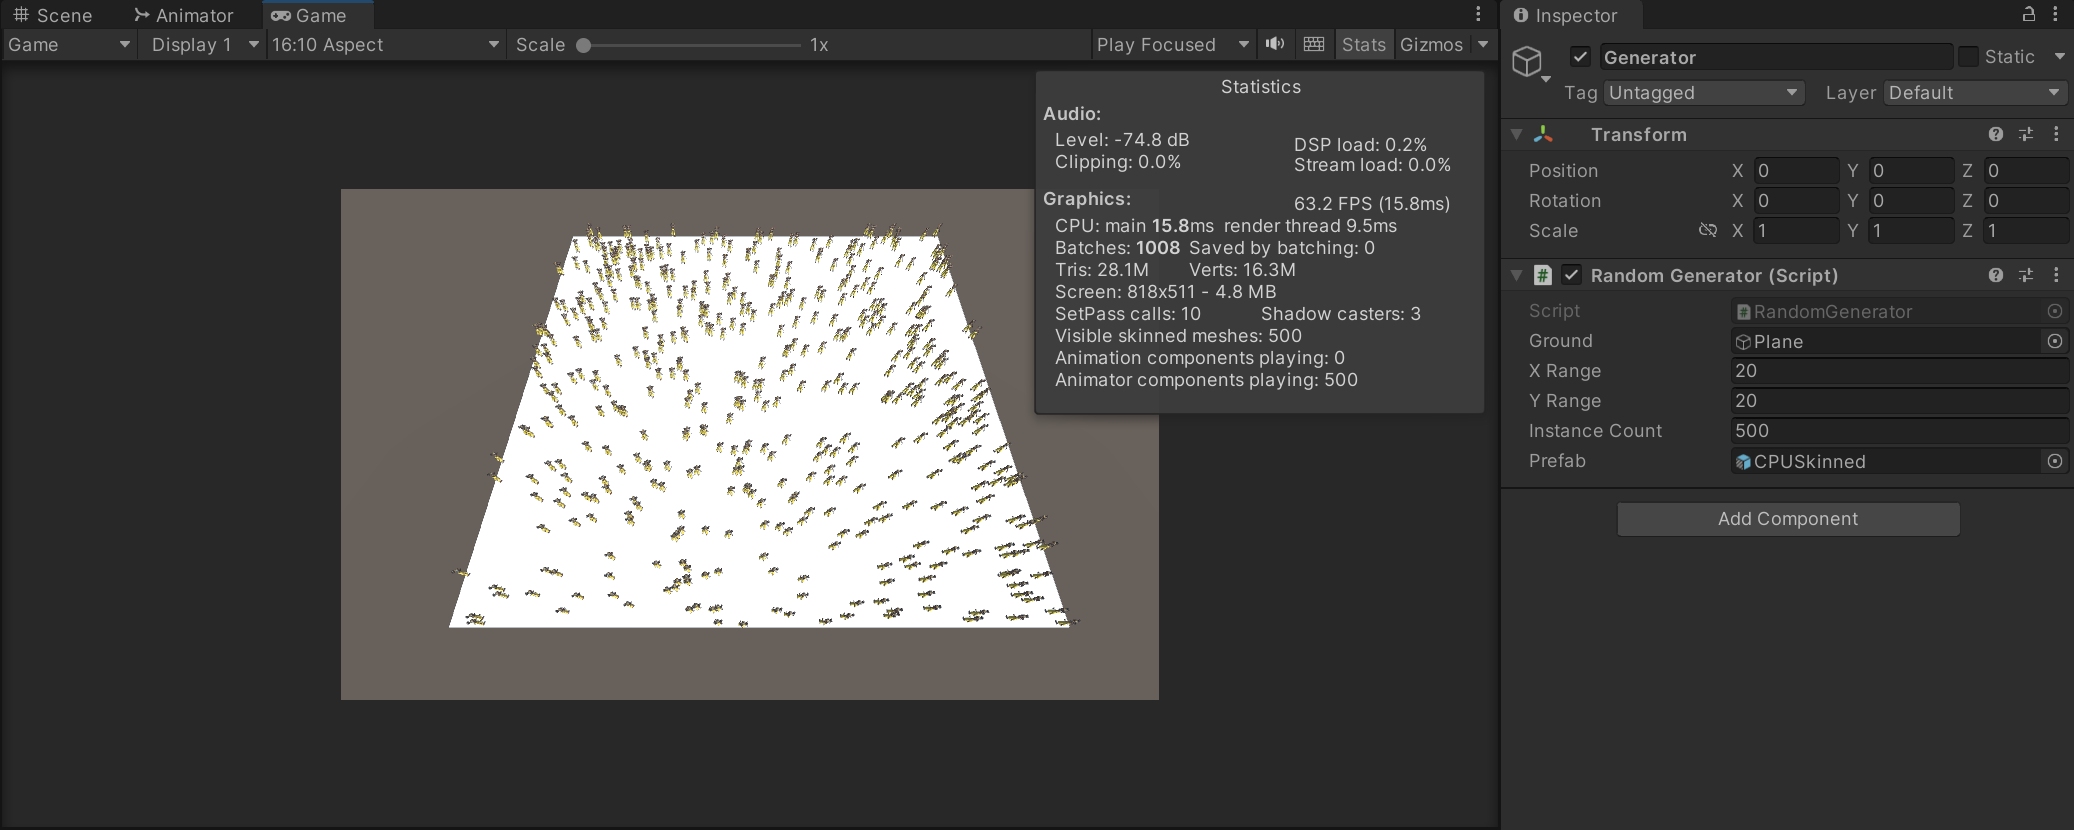 Scene Animator Game
Game Display 1 16:10 Aspect Scale 1x Play Focused Stats Gizmos
Statistics
Audio:
Level: -74.8 dB DSP load: 0.2%
Clipping: 0.0% Stream load: 0.0%
Graphics: 63.2 FPS (15.8ms)
CPU: main 15.8ms render thread 9.5ms
Batches: 1008 Saved by batching: 0
Tris: 28.1M Verts: 16.3M
Screen: 818x511 - 4.8 MB
SetPass calls: 10 Shadow casters: 3
Visible skinned meshes: 500
Animation components playing: 0
Animator components playing: 500
Inspector
Generator Static
Tag Untagged Layer Default
Transform
Position X 0 Y 0 Z 0
Rotation X 0 Y 0 Z 0
Scale X 1 Y 1 Z 1
# Random Generator (Script)
Script RandomGenerator
Ground Plane
X Range 20
Y Range 20
Instance Count 500
Prefab CPUSkinned
Add Component